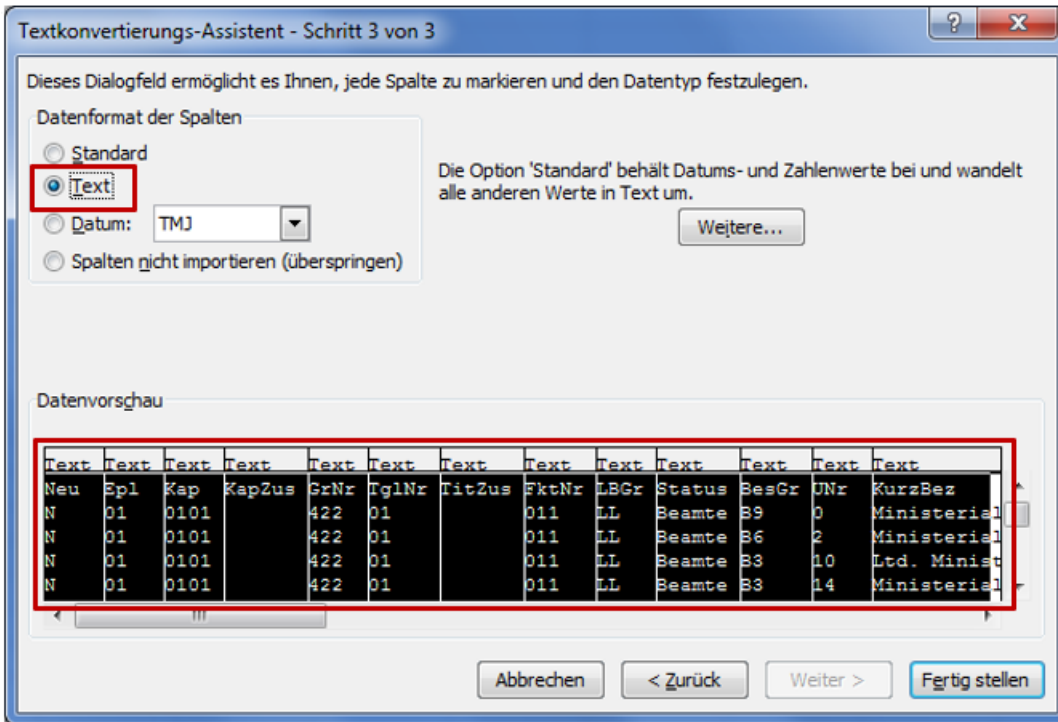 Textkonvertierungs-Assistent - Schritt 3 von 3
Dieses Dialogfeld ermöglicht es Ihnen, jede Spalte zu markieren und den Datentyp festzulegen.
Datenformat der Spalten
Standard
Text
Datum: TMJ
Spalten nicht importieren (überspringen)
Die Option 'Standard' behält Datums- und Zahlenwerte bei und wandelt
alle anderen Werte in Text um.
Weitere...
Datenvorschau
Text Text Text Text Text Text Text Text Text Text Text Text Text
Neu Epl Kap KapZus GrNr TglNr TitZus FktNr LBGr Status BesGr UNr KurzBez
N 01 0101 422 01 011 LL Beamte B9 0 Ministerial
N 01 0101 422 01 011 LL Beamte B6 2 Ministerial
N 01 0101 422 01 011 LL Beamte B3 10 Ltd. Minist
N 01 0101 422 01 011 LL Beamte B3 14 Ministerial
Abbrechen < Zurück Weiter > Fertig stellen